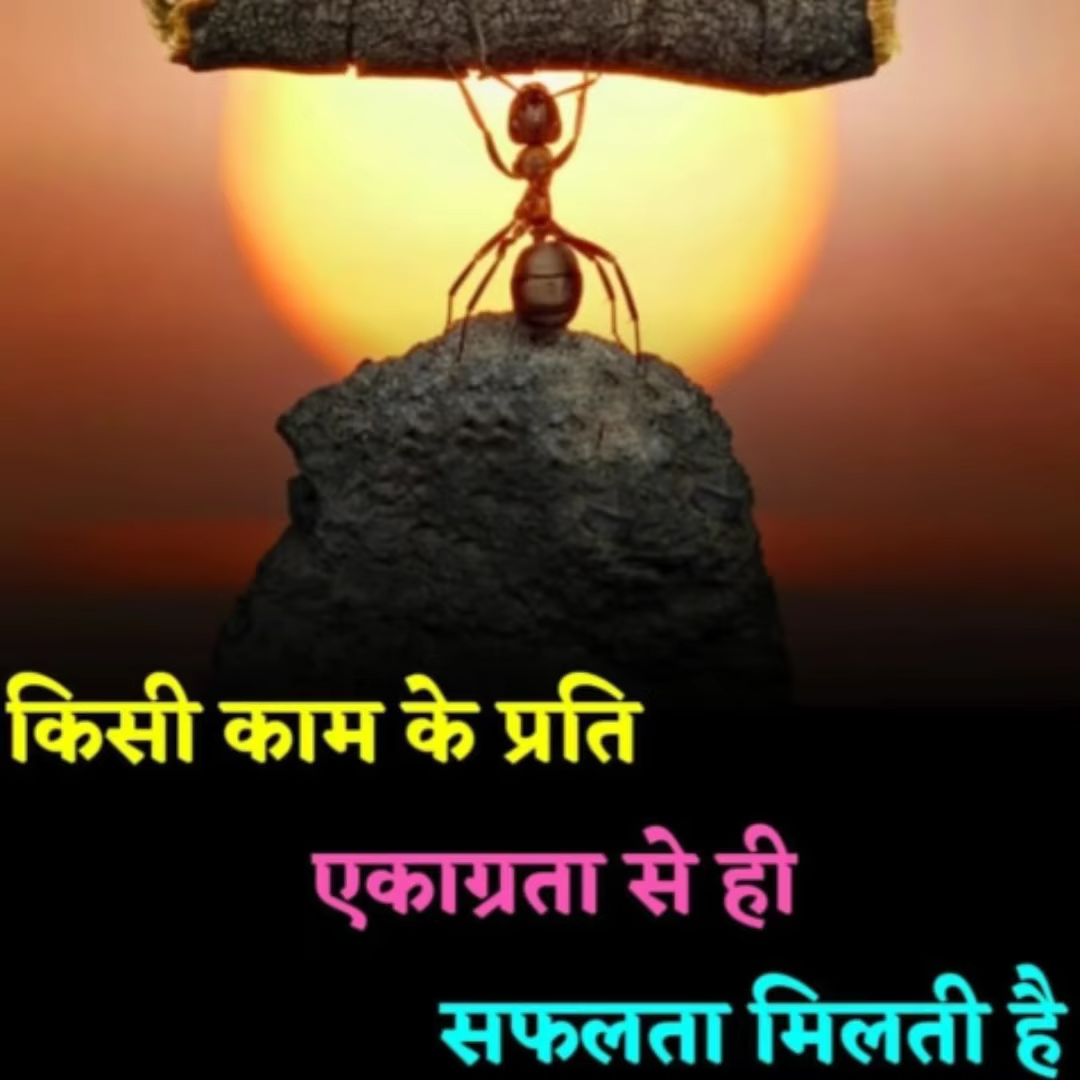 किसी काम के प्रति
एकाग्रता से ही
सफलता मिलती है